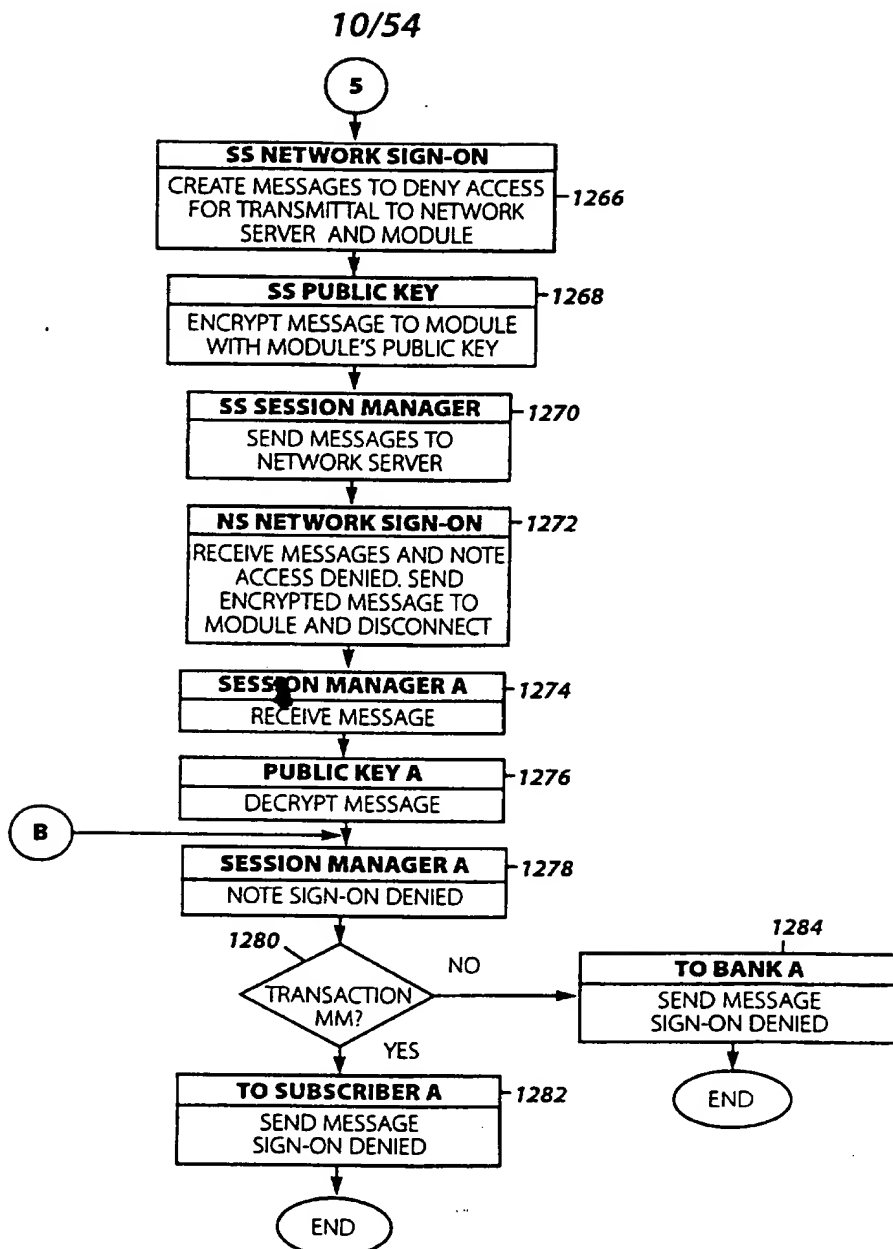 10/54
5
SS NETWORK SIGN-ON
CREATE MESSAGES TO DENY ACCESS
FOR TRANSMITTAL TO NETWORK
SERVER AND MODULE
1266
SS PUBLIC KEY
1268
ENCRYPT MESSAGE TO MODULE
WITH MODULE'S PUBLIC KEY
SS SESSION MANAGER
1270
SEND MESSAGES TO
NETWORK SERVER
NS NETWORK SIGN-ON
1272
RECEIVE MESSAGES AND NOTE
ACCESS DENIED. SEND
ENCRYPTED MESSAGE TO
MODULE AND DISCONNECT
SESSION MANAGER A
1274
RECEIVE MESSAGE
PUBLIC KEY A
1276
DECRYPT MESSAGE
B
SESSION MANAGER A
1278
NOTE SIGN-ON DENIED
1280
TRANSACTION
MM?
NO
YES
1284
TO BANK A
SEND MESSAGE
SIGN-ON DENIED
END
TO SUBSCRIBER A
1282
SEND MESSAGE
SIGN-ON DENIED
END